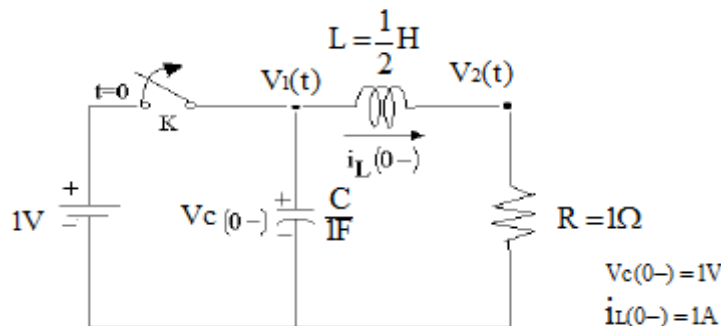 L = 1/2 H
V1(t)
V2(t)
t=0
K
iL(0−)
+
1V
−
Vc (0−)
+
−
C
1F
R = 1Ω
Vc(0−) = 1V
iL(0−) = 1A